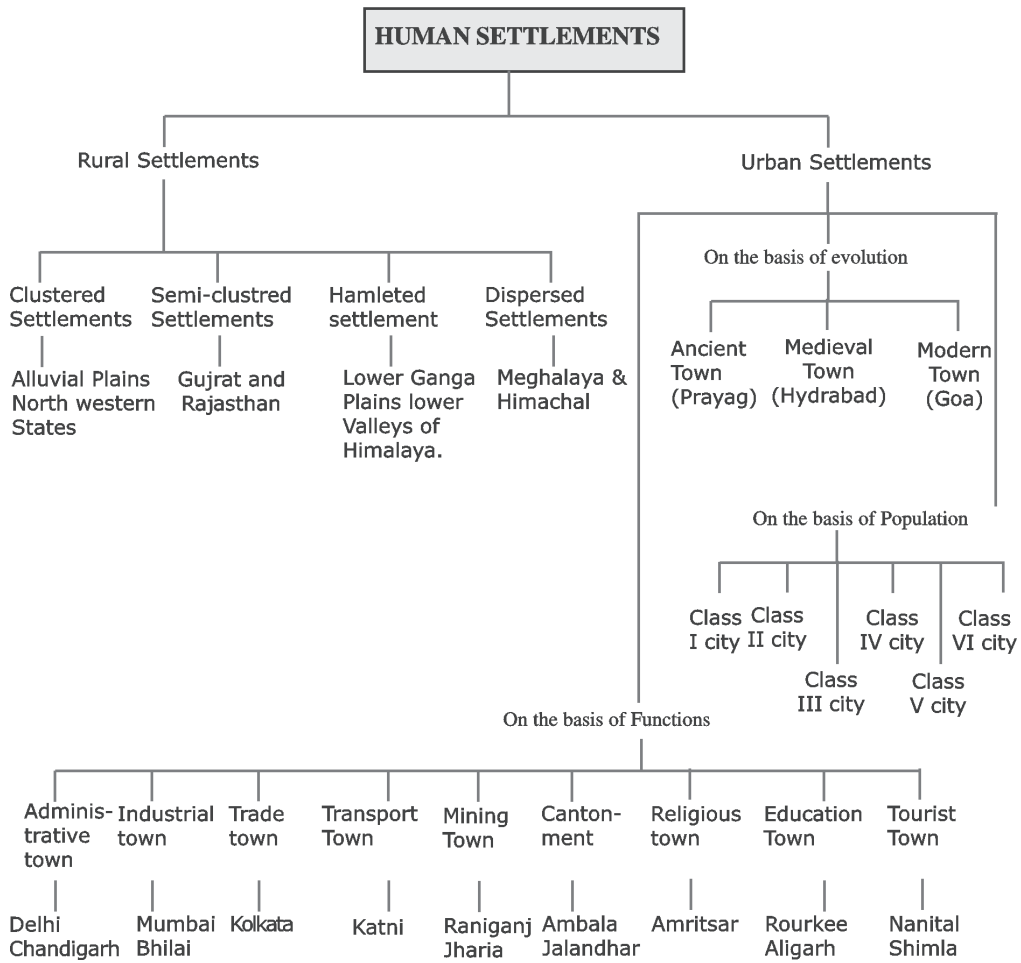 HUMAN SETTLEMENTS
Rural Settlements
Urban Settlements
Clustered
Settlements
Alluvial Plains
North western
States
Semi-clustred
Settlements
Gujrat and
Rajasthan
Hamleted
settlement
Lower Ganga
Plains lower
Valleys of
Himalaya.
Dispersed
Settlements
Meghalaya &
Himachal
On the basis of evolution
Ancient
Town
(Prayag)
Medieval
Town
(Hydrabad)
Modern
Town
(Goa)
On the basis of Population
Class
I city
Class
II city
Class
III city
Class
IV city
Class
V city
Class
VI city
On the basis of Functions
Adminis-
trative
town
Delhi
Chandigarh
Industrial
town
Mumbai
Bhilai
Trade
town
Kolkata
Transport
Town
Katni
Mining
Town
Raniganj
Jharia
Canton-
ment
Ambala
Jalandhar
Religious
town
Amritsar
Education
Town
Rourkee
Aligarh
Tourist
Town
Nanital
Shimla